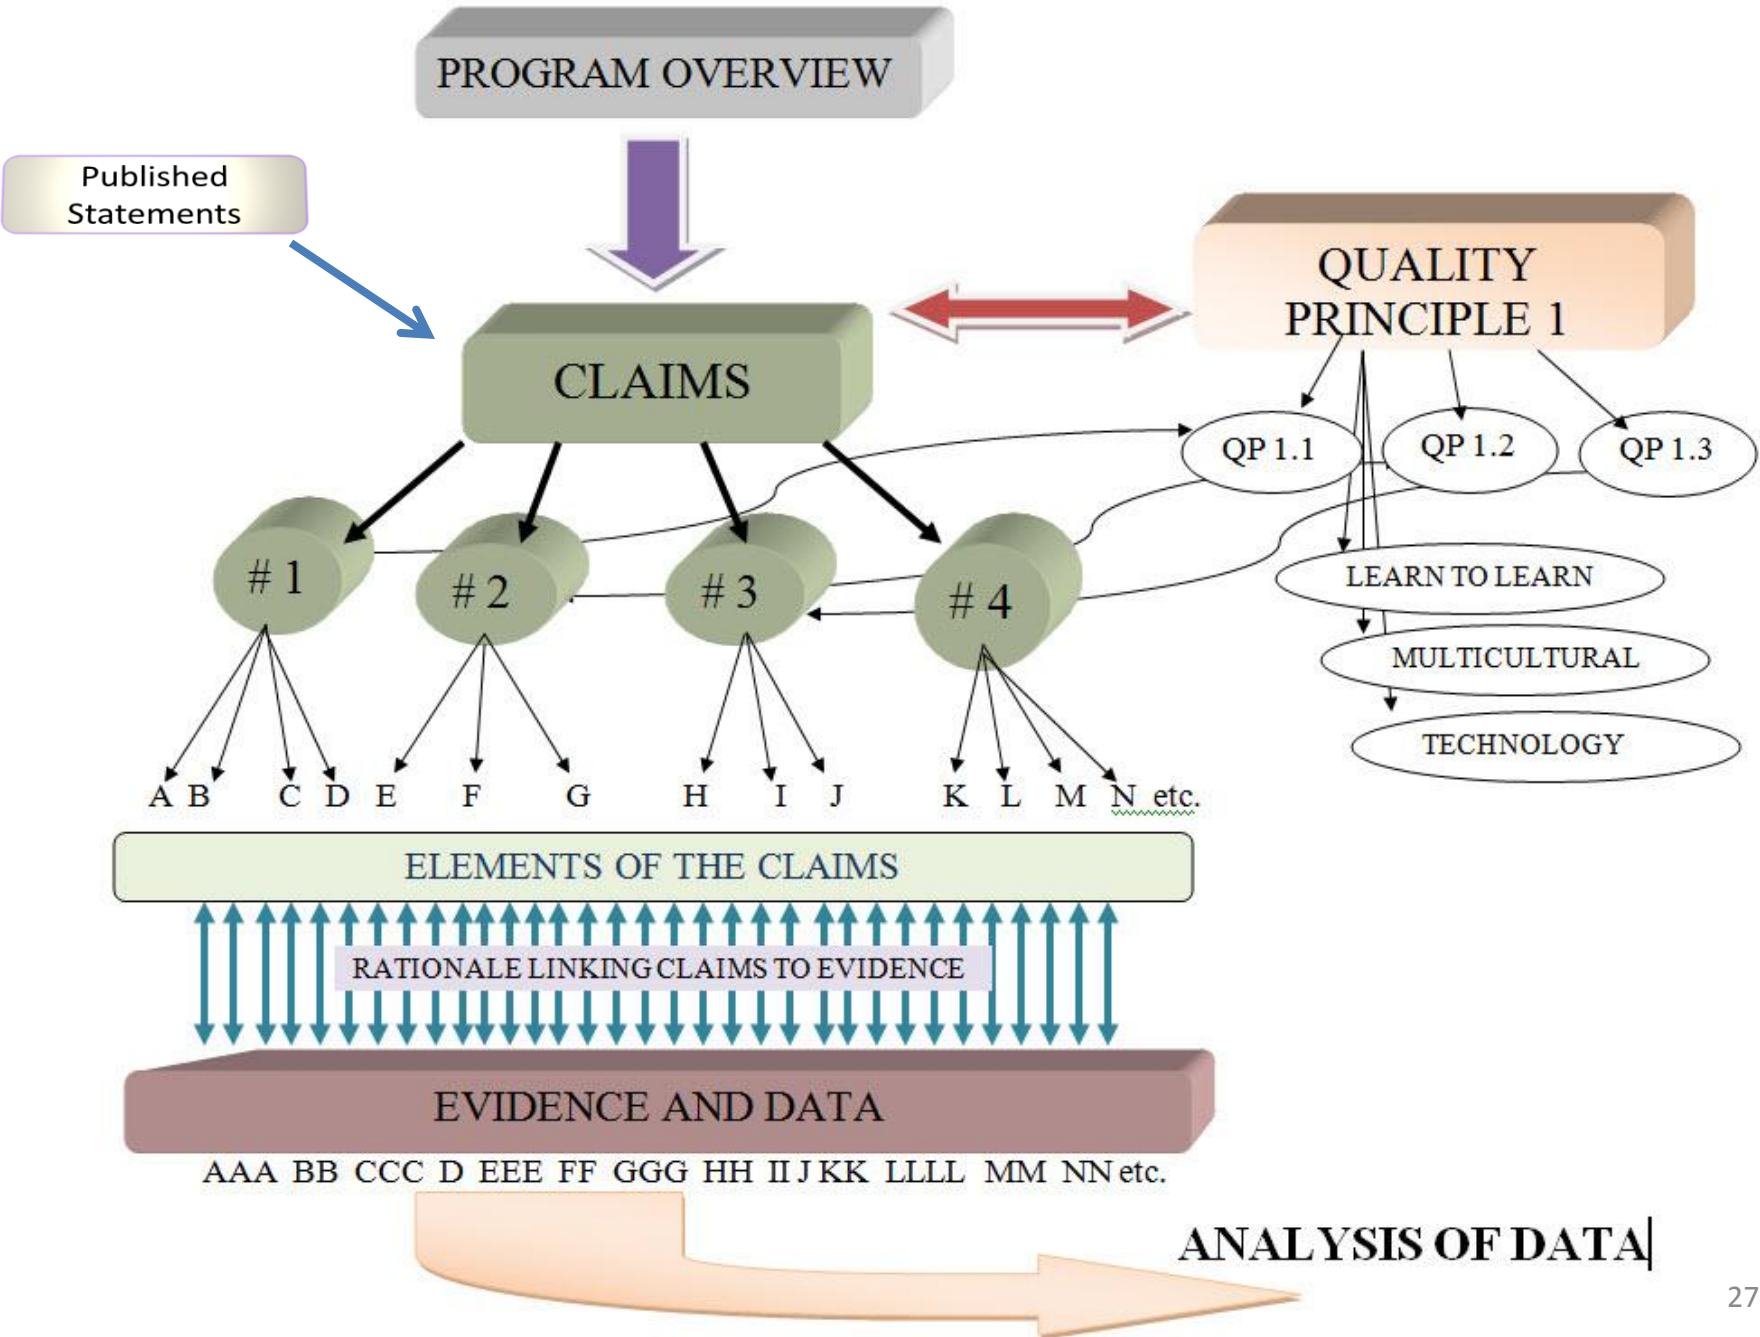 PROGRAM OVERVIEW
Published
Statements
QUALITY
PRINCIPLE 1
CLAIMS
QP 1.1
QP 1.2
QP 1.3
# 1
# 2
# 3
# 4
LEARN TO LEARN
MULTICULTURAL
TECHNOLOGY
A B C D E F G H I J K L M N etc.
ELEMENTS OF THE CLAIMS
RATIONALE LINKING CLAIMS TO EVIDENCE
EVIDENCE AND DATA
AAA BB CCC D EEE FF GGG HH II J KK LLLL MM NN etc.
ANALYSIS OF DATA
27